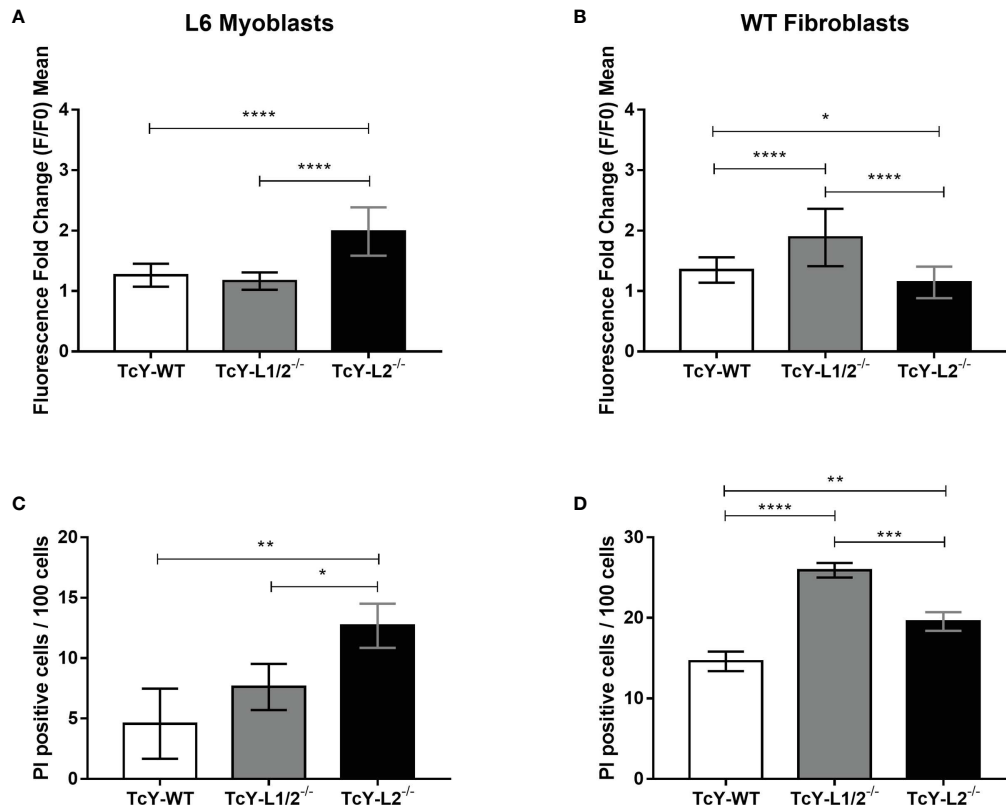 A
L6 Myoblasts
Fluorescence Fold Change (F/F0) Mean
4
3
2
1
0
****
****
TcY-WT TcY-L1/2-/- TcY-L2-/-
B
WT Fibroblasts
Fluorescence Fold Change (F/F0) Mean
4
3
2
1
0
*
****
****
TcY-WT TcY-L1/2-/- TcY-L2-/-
C
PI positive cells / 100 cells
20
15
10
5
0
**
*
TcY-WT TcY-L1/2-/- TcY-L2-/-
D
PI positive cells / 100 cells
30
20
10
0
**
****
***
TcY-WT TcY-L1/2-/- TcY-L2-/-